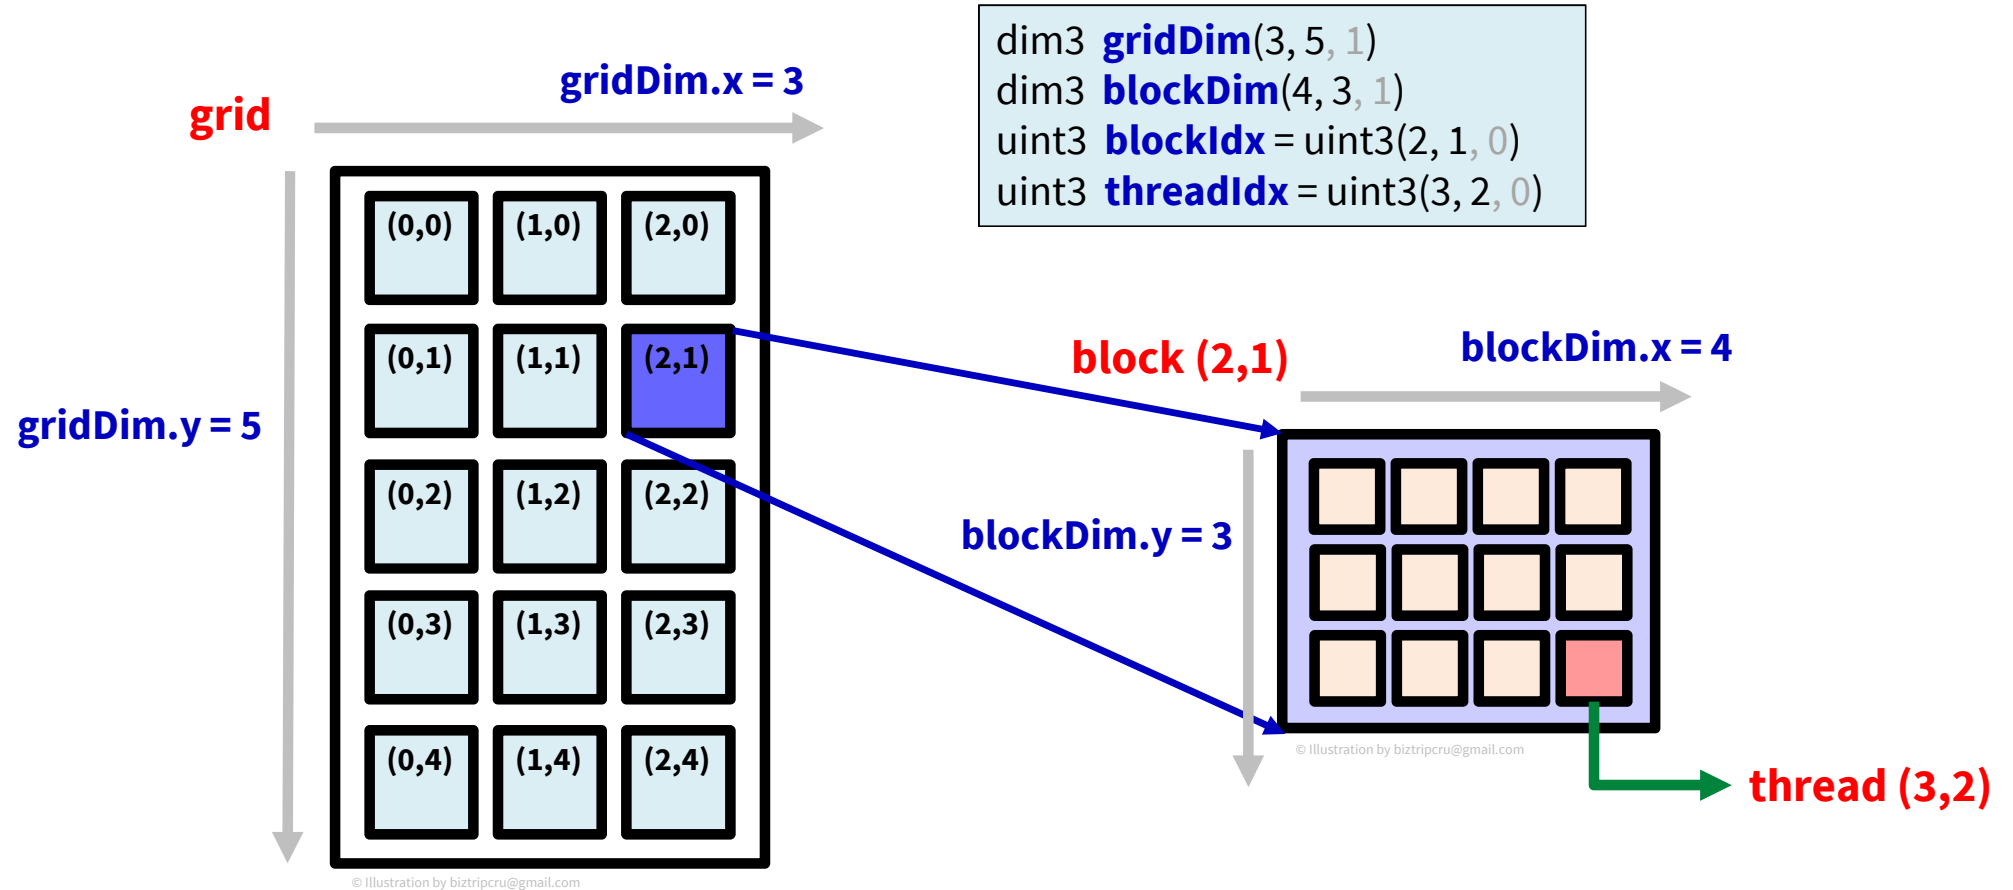 dim3 gridDim(3, 5, 1)
dim3 blockDim(4, 3, 1)
uint3 blockIdx = uint3(2, 1, 0)
uint3 threadIdx = uint3(3, 2, 0)
gridDim.x = 3
grid
gridDim.y = 5
(0,0) (1,0) (2,0)
(0,1) (1,1) (2,1)
(0,2) (1,2) (2,2)
(0,3) (1,3) (2,3)
(0,4) (1,4) (2,4)
© Illustration by biztripcru@gmail.com
block (2,1)
blockDim.x = 4
blockDim.y = 3
© Illustration by biztripcru@gmail.com
thread (3,2)